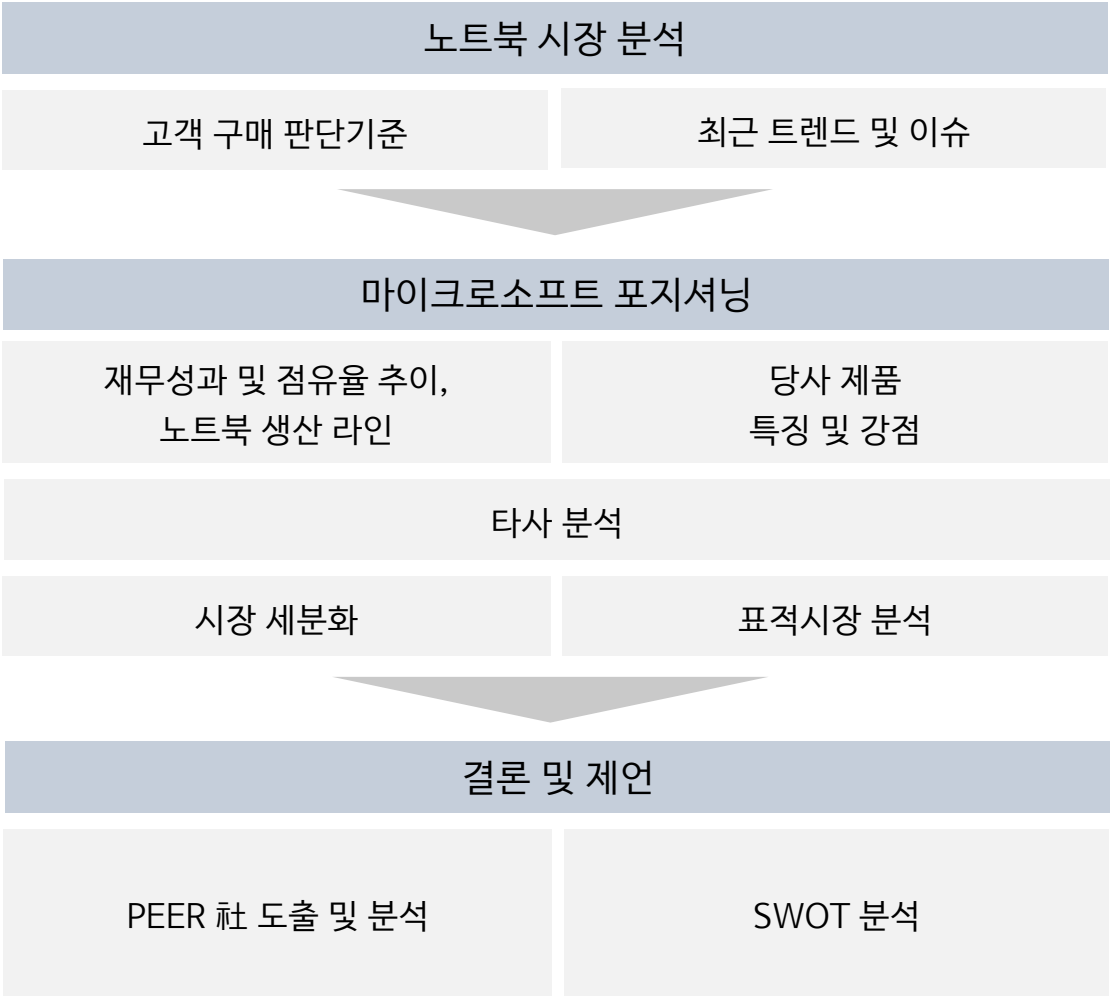 노트북 시장 분석
고객 구매 판단기준
최근 트렌드 및 이슈
마이크로소프트 포지셔닝
재무성과 및 점유율 추이,
노트북 생산 라인
당사 제품
특징 및 강점
타사 분석
시장 세분화
표적시장 분석
결론 및 제언
PEER 社 도출 및 분석
SWOT 분석